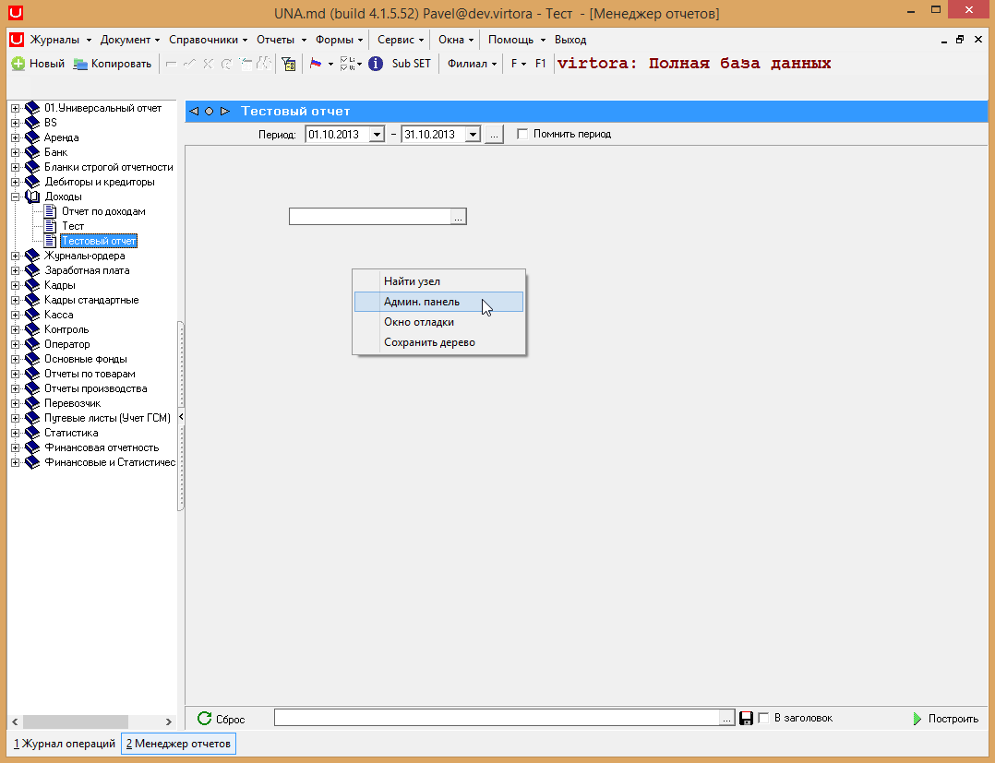 UNA.md (build 4.1.5.52) Pavel@dev.virtora - Тест - [Менеджер отчетов]
Журналы Документ Справочники Отчеты Формы Сервис Окна Помощь Выход
Новый Копировать Sub SET Филиал F F1 virtora: Полная база данных
01.Универсальный отчет
BS
Аренда
Банк
Бланки строгой отчетности
Дебиторы и кредиторы
Доходы
Отчет по доходам
Тест
Тестовый отчет
Журналы-ордера
Заработная плата
Кадры
Кадры стандартные
Касса
Контроль
Оператор
Основные фонды
Отчеты по товарам
Отчеты производства
Перевозчик
Путевые листы (Учет ГСМ)
Статистика
Финансовая отчетность
Финансовые и Статистичес
Тестовый отчет
Период: 01.10.2013 - 31.10.2013 ... Помнить период
...
Найти узел
Админ. панель
Окно отладки
Сохранить дерево
Сброс ... В заголовок Построить
1 Журнал операций 2 Менеджер отчетов